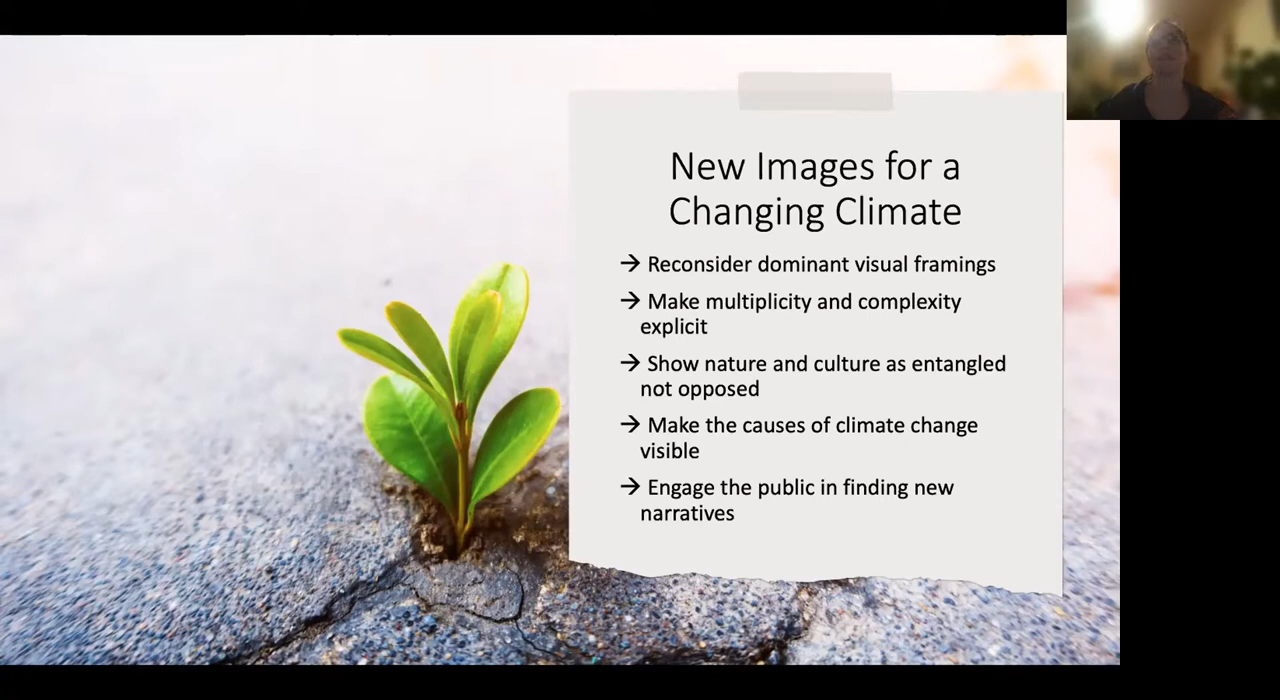 New Images for a
Changing Climate
→ Reconsider dominant visual framings
→ Make multiplicity and complexity
explicit
→ Show nature and culture as entangled
not opposed
→ Make the causes of climate change
visible
→ Engage the public in finding new
narratives